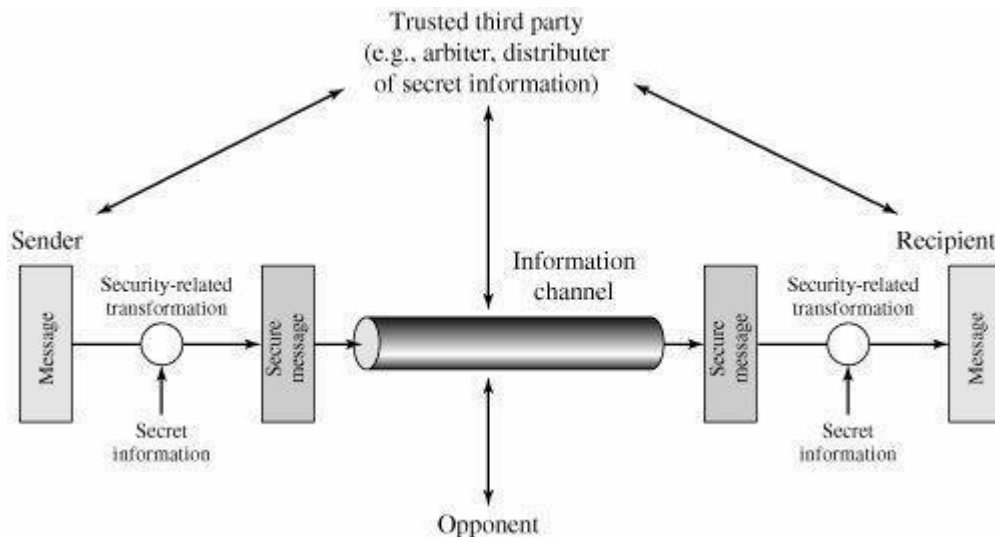 Trusted third party
(e.g., arbiter, distributer
of secret information)
Sender
Recipient
Information
channel
Security-related
transformation
Security-related
transformation
Message
Secure
message
Secure
message
Message
Secret
information
Secret
information
Opponent